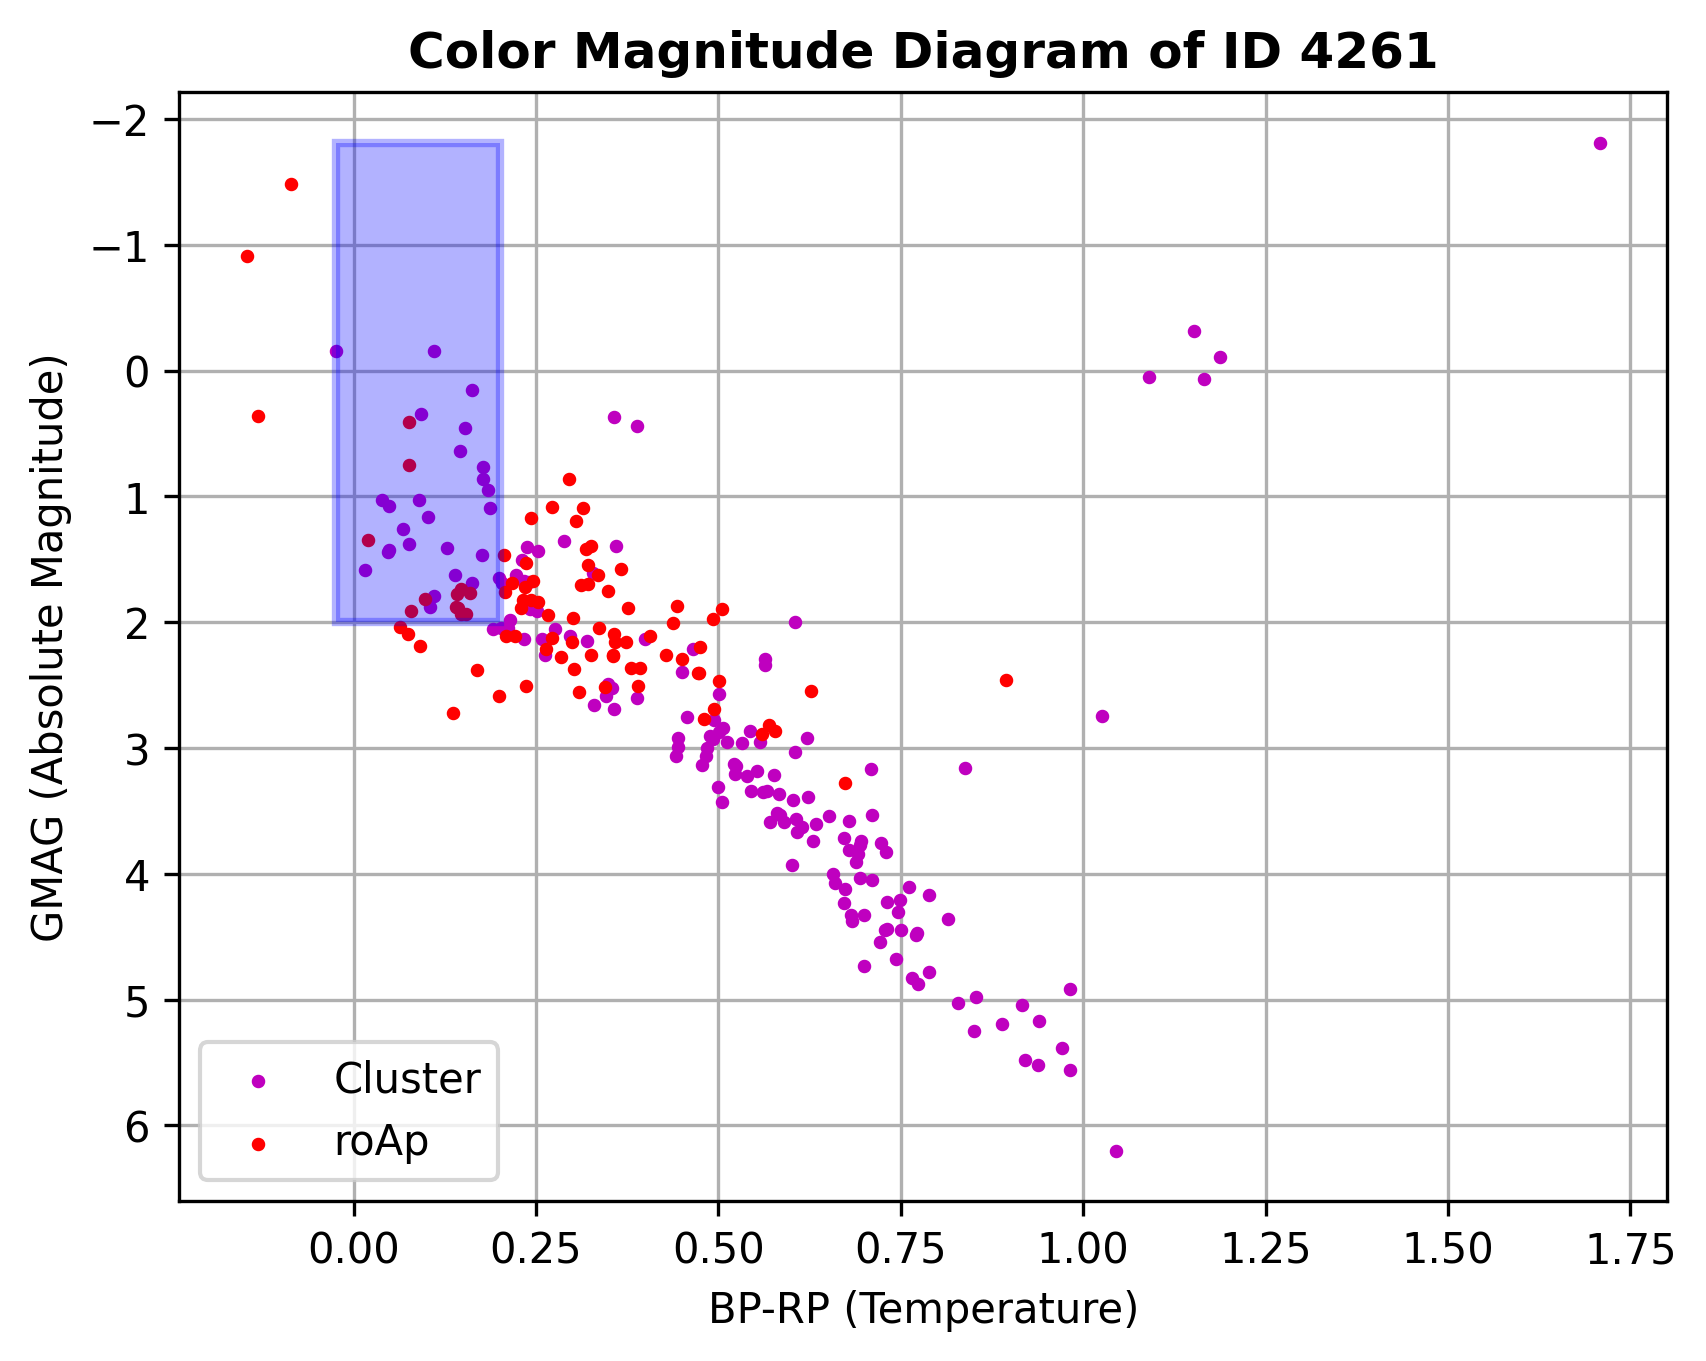 Color Magnitude Diagram of ID 4261
GMAG (Absolute Magnitude)
−2
−1
0
1
2
3
4
5
6
Cluster
roAp
0.00 0.25 0.50 0.75 1.00 1.25 1.50 1.75
BP-RP (Temperature)